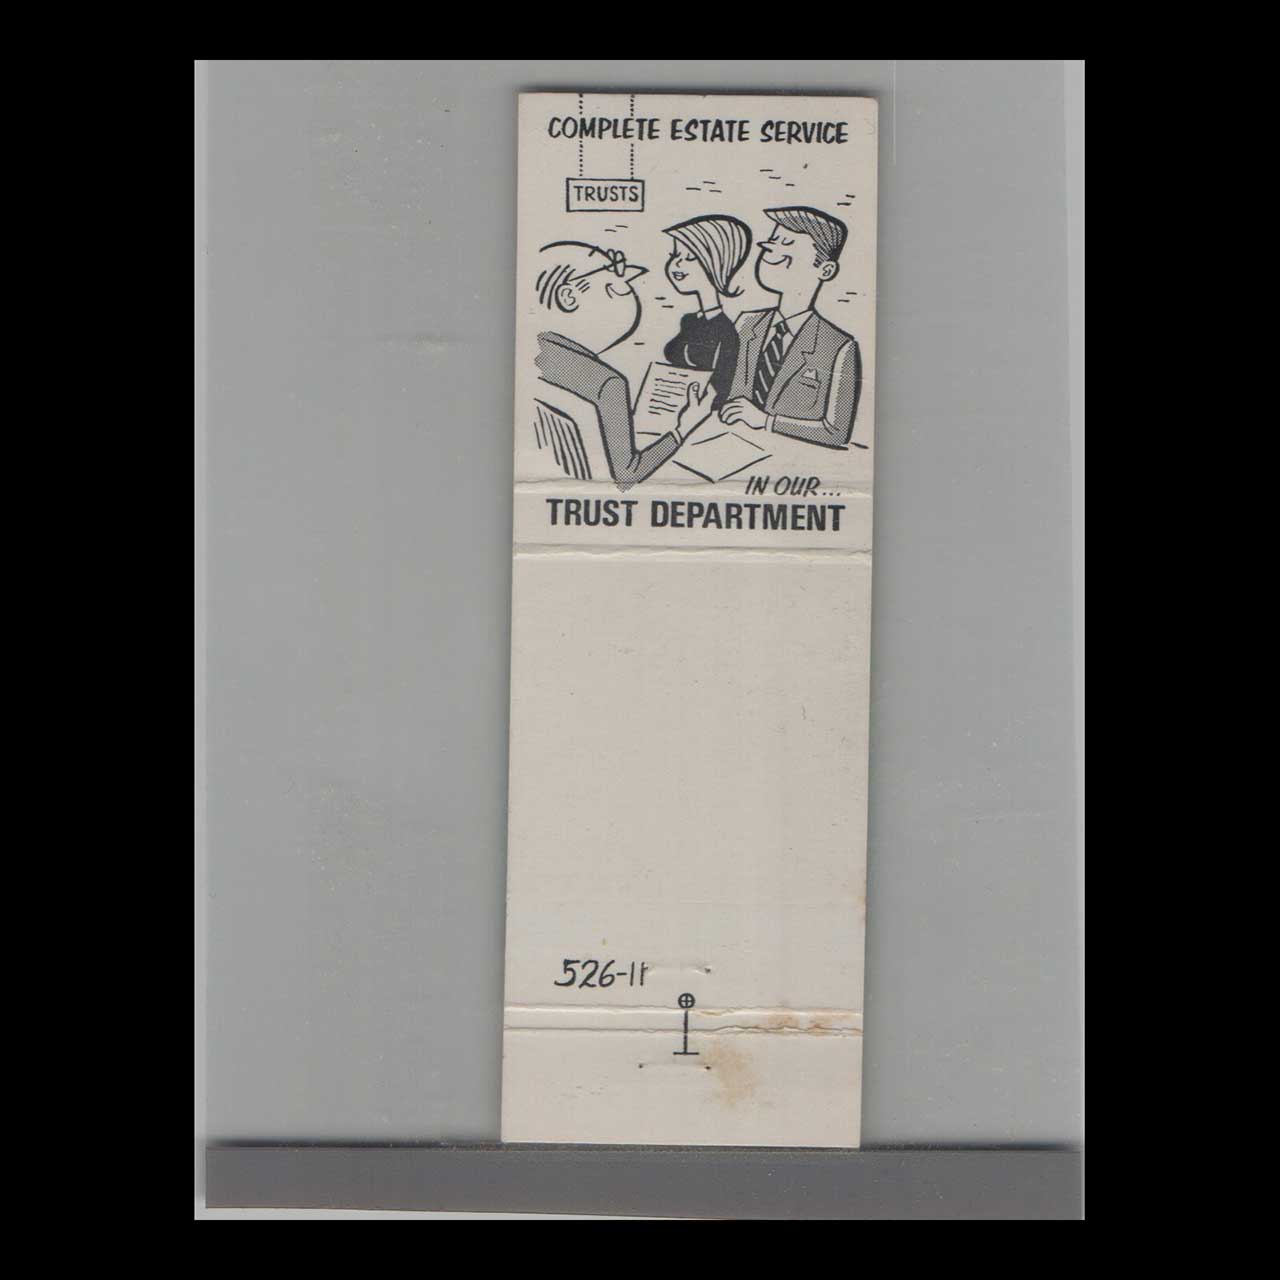 COMPLETE ESTATE SERVICE
TRUSTS
IN OUR...
TRUST DEPARTMENT
526-11